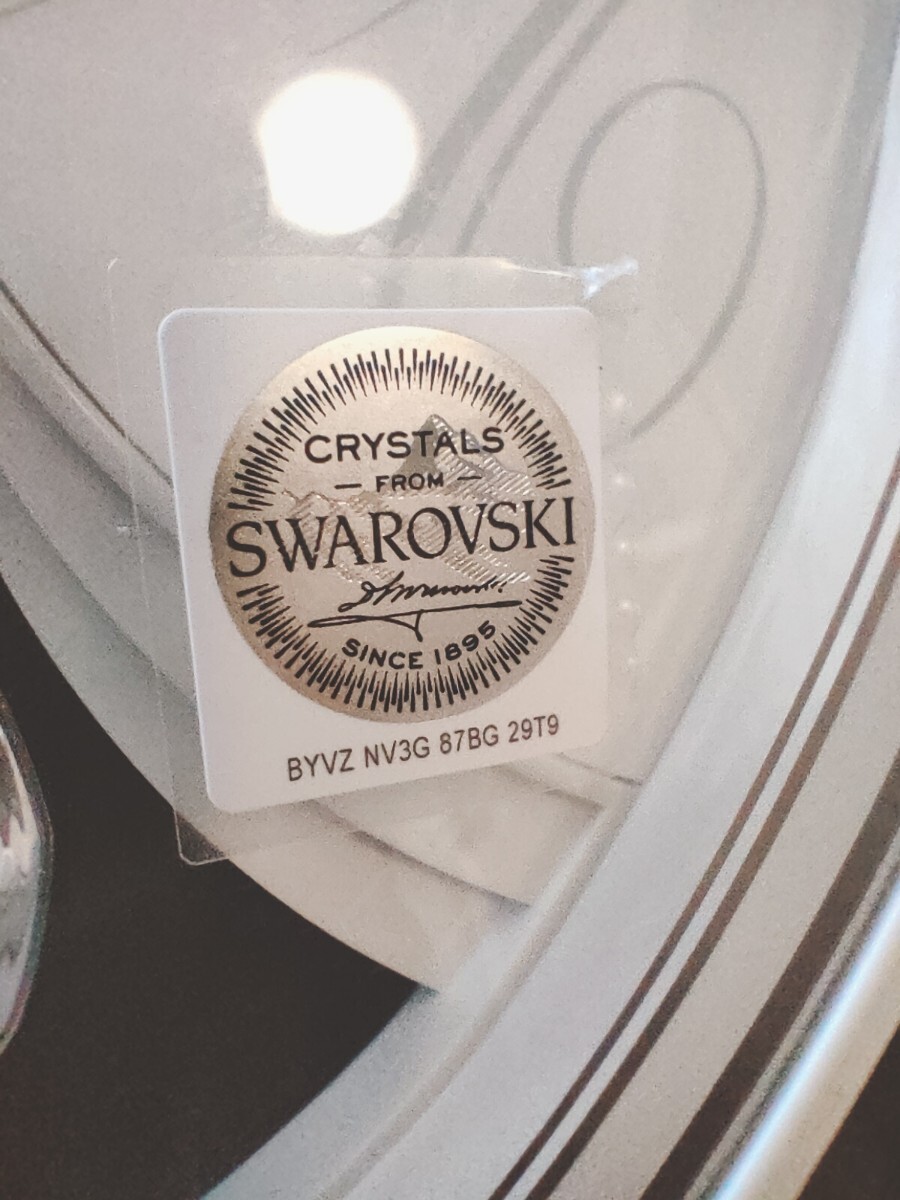 CRYSTALS
— FROM —
SWAROVSKI
SINCE 1895
BYVZ NV3G 87BG 29T9